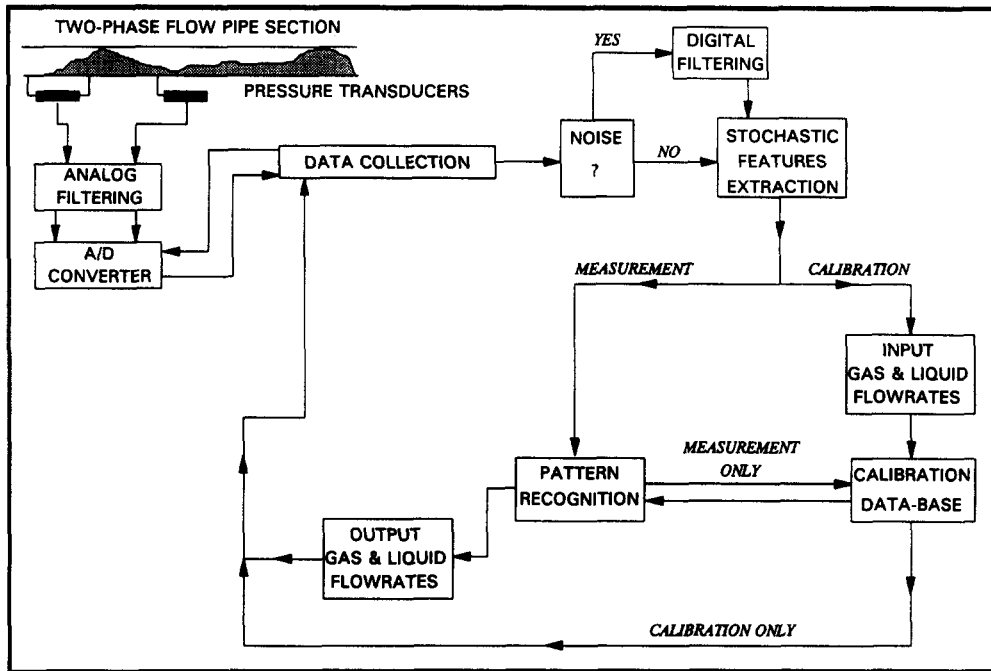 TWO-PHASE FLOW PIPE SECTION
PRESSURE TRANSDUCERS
ANALOG
FILTERING
A/D
CONVERTER
DATA COLLECTION
NOISE
?
YES
NO
DIGITAL
FILTERING
STOCHASTIC
FEATURES
EXTRACTION
MEASUREMENT
CALIBRATION
INPUT
GAS & LIQUID
FLOWRATES
MEASUREMENT
ONLY
PATTERN
RECOGNITION
CALIBRATION
DATA-BASE
OUTPUT
GAS & LIQUID
FLOWRATES
CALIBRATION ONLY